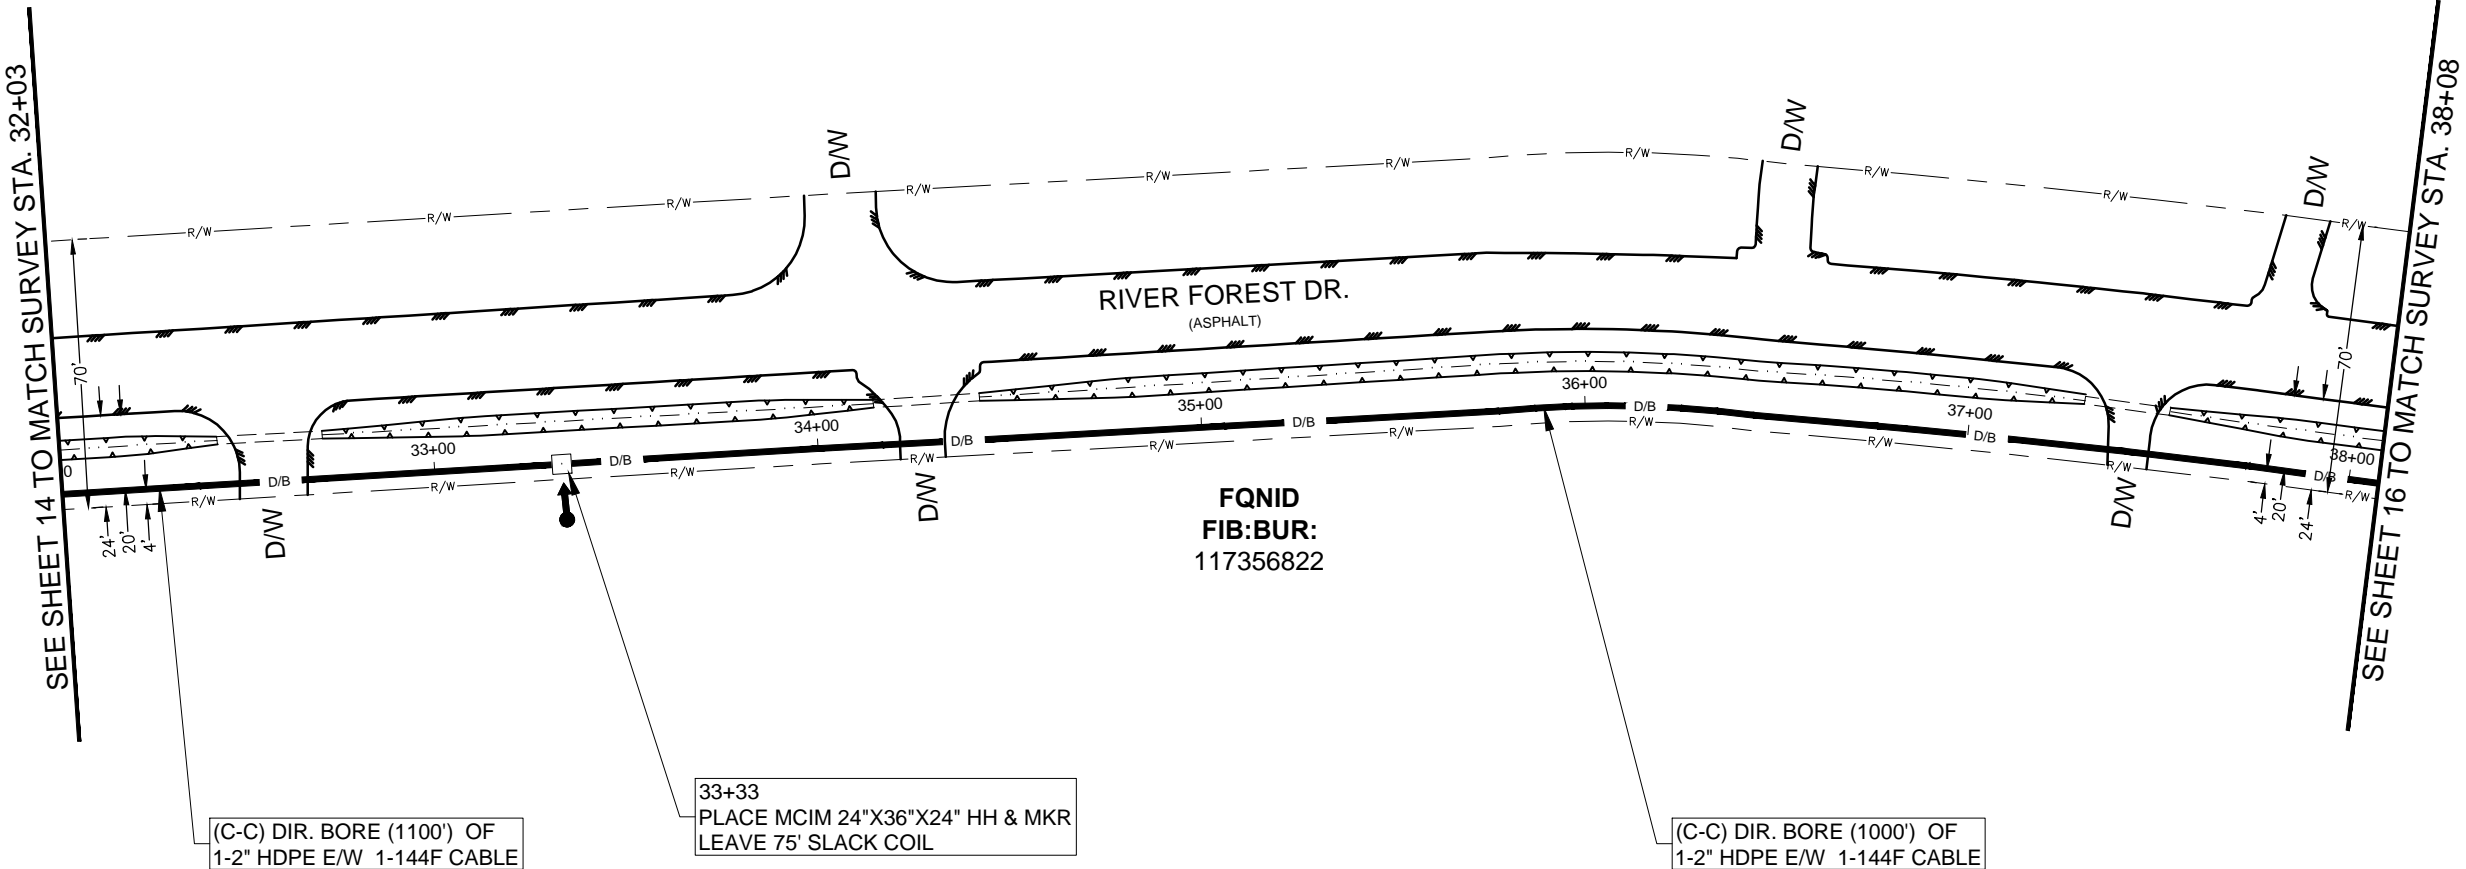 SEE SHEET 14 TO MATCH SURVEY STA. 32+03
SEE SHEET 16 TO MATCH SURVEY STA. 38+08
D/W
D/W
D/W
R/W
R/W
R/W
R/W
R/W
R/W
R/W
R/W
R/W
R/W
RIVER FOREST DR.
(ASPHALT)
70'
70'
0
33+00
34+00
35+00
36+00
37+00
38+00
D/B
D/B
D/B
D/B
D/B
D/B
D/B
R/W
R/W
R/W
R/W
R/W
R/W
R/W
R/W
R/W
R/W
24'
20'
4'
4'
20'
24'
D/W
D/W
D/W
FQNID
FIB:BUR:
117356822
33+33
PLACE MCIM 24"X36"X24" HH & MKR
LEAVE 75' SLACK COIL
(C-C) DIR. BORE (1100') OF
1-2" HDPE E/W 1-144F CABLE
(C-C) DIR. BORE (1000') OF
1-2" HDPE E/W 1-144F CABLE